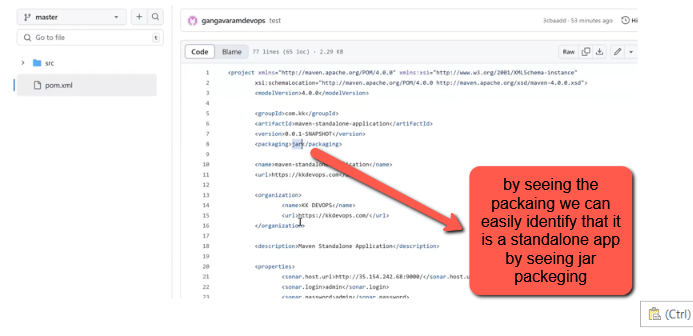 master
gangavaramdevops test
3cbaadd · 53 minutes ago
Go to file
t
Code Blame 77 lines (65 loc) · 2.29 KB
Raw
src
pom.xml
1 <project xmlns="http://maven.apache.org/POM/4.0.0" xmlns:xsi="http://www.w3.org/2001/XMLSchema-instance"
2 xsi:schemaLocation="http://maven.apache.org/POM/4.0.0 http://maven.apache.org/xsd/maven-4.0.0.xsd">
3 <modelVersion>4.0.0</modelVersion>
4
5 <groupId>com.kk</groupId>
6 <artifactId>maven-standalone-application</artifactId>
7 <version>0.0.1-SNAPSHOT</version>
8 <packaging>jar</packaging>
9
10 <name>maven-standalone-application</name>
11 <url>https://kkdevops.com
12
13 <organization>
14 <name>KK DEVOPS</name>
15 <url>https://kkdevops.com/</url>
16 </organization>
17
18 <description>Maven Standalone Application</description>
19
20 <properties>
21 <sonar.host.url>http://35.154.242.68:9000/</sonar.host.u
22 <sonar.login>admin</sonar.login>
23 <sonar.password>admin</sonar.password>
by seeing the
packaing we can
easily identify that it
is a standalone app
by seeing jar
packeging
(Ctrl)